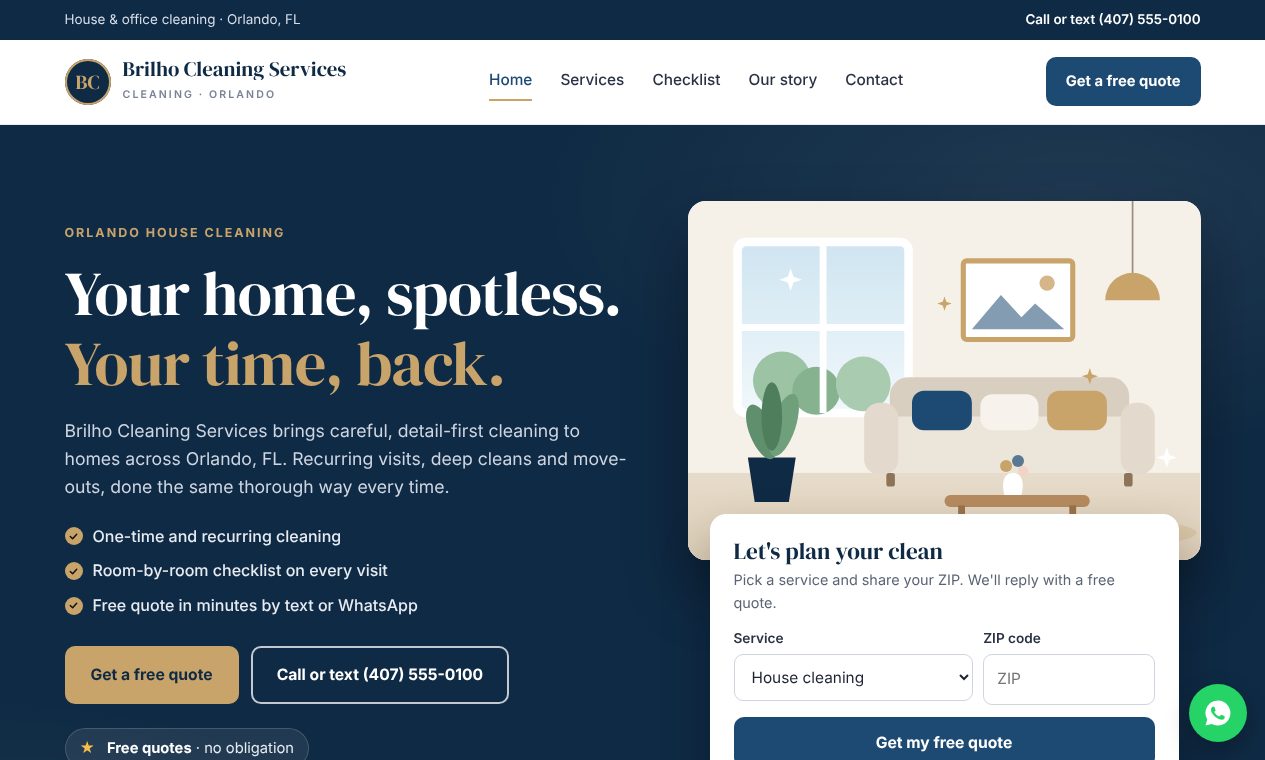 House & office cleaning · Orlando, FL
Call or text (407) 555-0100
BC
Brilho Cleaning Services
CLEANING · ORLANDO
Home
Services
Checklist
Our story
Contact
Get a free quote
ORLANDO HOUSE CLEANING
Your home, spotless.
Your time, back.
Brilho Cleaning Services brings careful, detail-first cleaning to
homes across Orlando, FL. Recurring visits, deep cleans and move-
outs, done the same thorough way every time.
One-time and recurring cleaning
Room-by-room checklist on every visit
Free quote in minutes by text or WhatsApp
Get a free quote
Call or text (407) 555-0100
Free quotes · no obligation
Let's plan your clean
Pick a service and share your ZIP. We'll reply with a free
quote.
Service
ZIP code
House cleaning
ZIP
Get my free quote